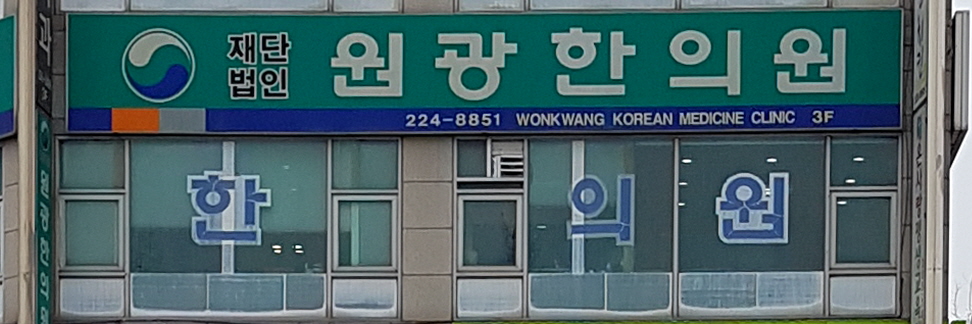 재단
법인
원광한의원
224-8851 WONKWANG KOREAN MEDICINE CLINIC 3F
한 의 원